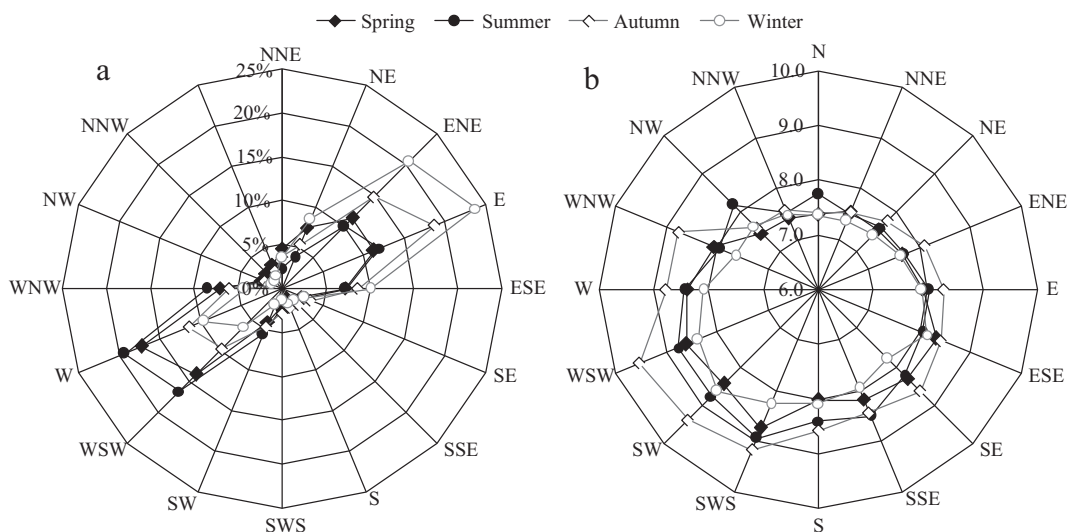 Spring Summer Autumn Winter
a
NNE
NE
ENE
E
ESE
SE
SSE
S
SWS
SW
WSW
W
WNW
NW
NNW
25%
20%
15%
10%
5%
0%
b
N
NNE
NE
ENE
E
ESE
SE
SSE
S
SWS
SW
WSW
W
WNW
NW
NNW
10.0
9.0
8.0
7.0
6.0